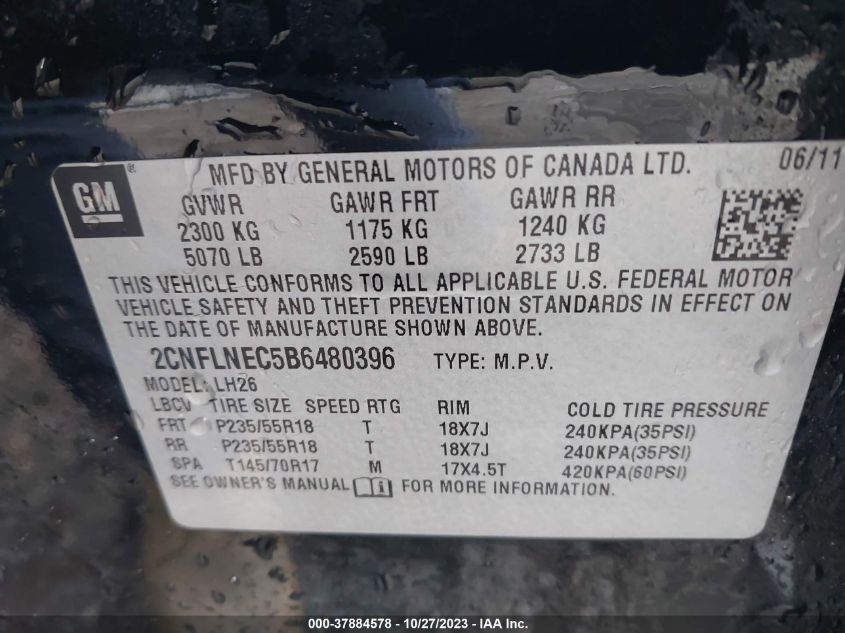 GM ® MFD BY GENERAL MOTORS OF CANADA LTD. 06/11
GVWR GAWR FRT GAWR RR
2300 KG 1175 KG 1240 KG
5070 LB 2590 LB 2733 LB
THIS VEHICLE CONFORMS TO ALL APPLICABLE U.S. FEDERAL MOTOR
VEHICLE SAFETY AND THEFT PREVENTION STANDARDS IN EFFECT ON
THE DATE OF MANUFACTURE SHOWN ABOVE.
2CNFLNEC5B6480396 TYPE: M.P.V.
MODEL: LH26
LBCV TIRE SIZE SPEED RTG RIM COLD TIRE PRESSURE
FRT P235/55R18 T 18X7J 240KPA(35PSI)
RR P235/55R18 T 18X7J 240KPA(35PSI)
SPA T145/70R17 M 17X4.5T 420KPA(60PSI)
SEE OWNER'S MANUAL i FOR MORE INFORMATION.
000-37884578 - 10/27/2023 - IAA Inc.